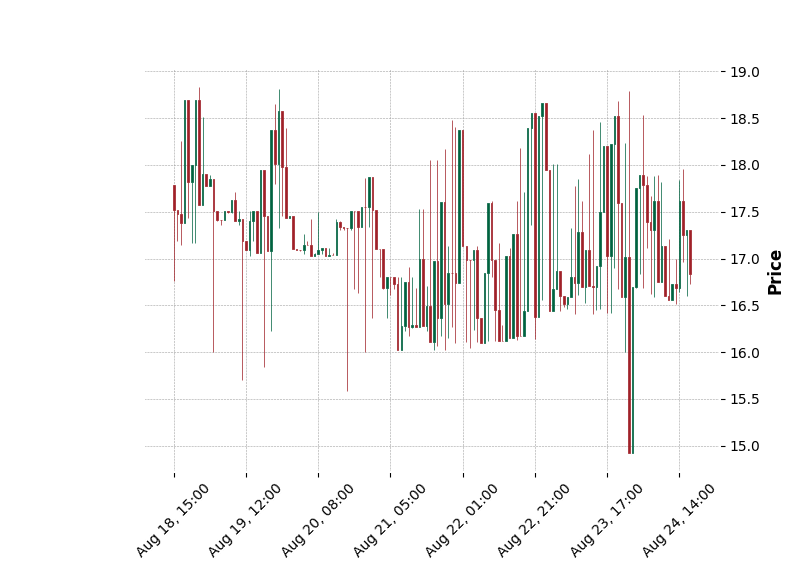 19.0
18.5
18.0
17.5
17.0
16.5
16.0
15.5
15.0
Price
Aug 18, 15:00
Aug 19, 12:00
Aug 20, 08:00
Aug 21, 05:00
Aug 22, 01:00
Aug 22, 21:00
Aug 23, 17:00
Aug 24, 14:00